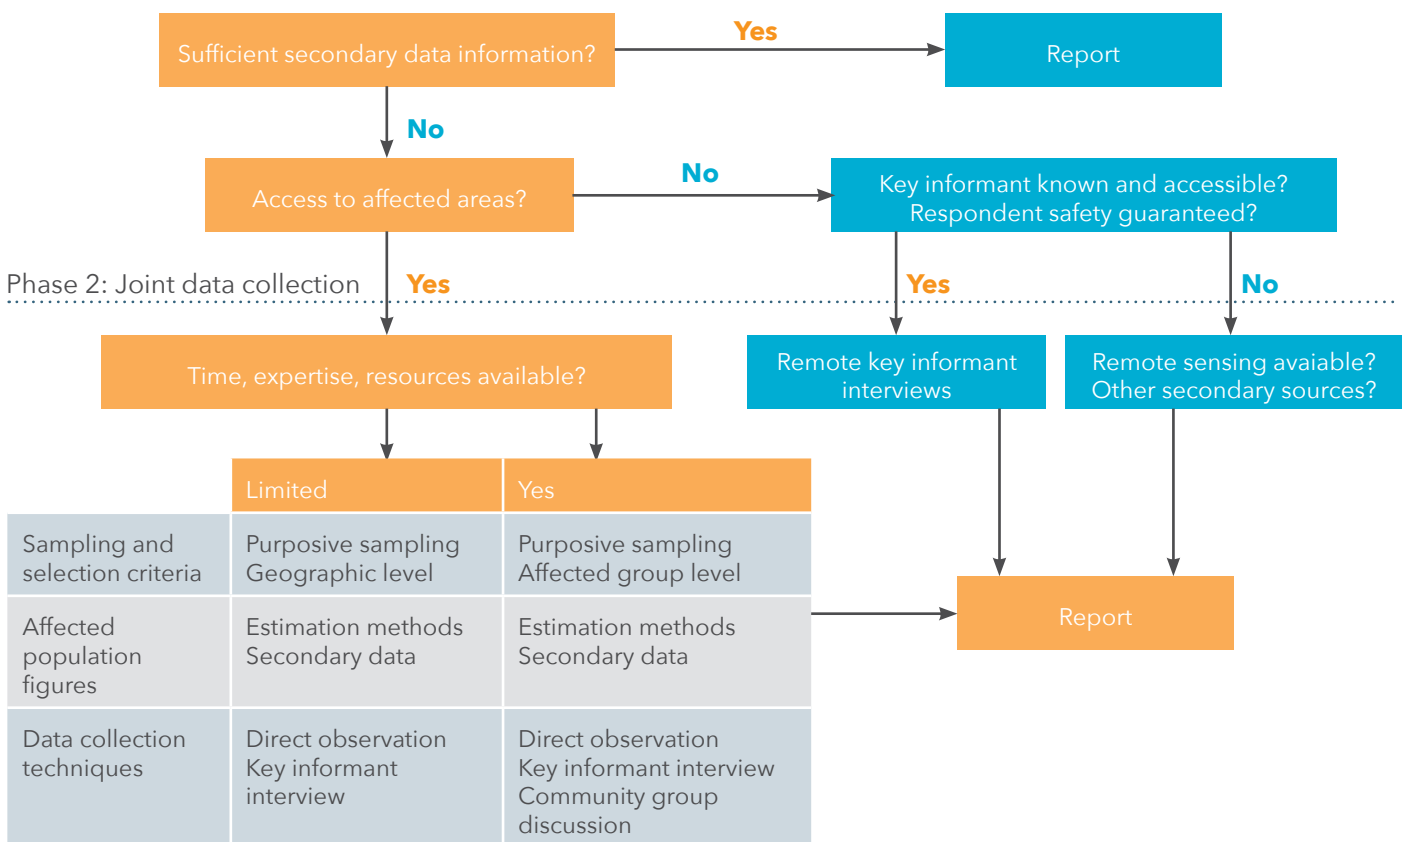 Sufficient secondary data information?
Yes
Report
No
Access to affected areas?
No
Key informant known and accessible?
Respondent safety guaranteed?
Phase 2: Joint data collection
Yes
Yes
No
Time, expertise, resources available?
Remote key informant
interviews
Remote sensing avaiable?
Other secondary sources?
Limited
Yes
Sampling and
selection criteria
Purposive sampling
Geographic level
Purposive sampling
Affected group level
Affected
population
figures
Estimation methods
Secondary data
Estimation methods
Secondary data
Report
Data collection
techniques
Direct observation
Key informant
interview
Direct observation
Key informant interview
Community group
discussion